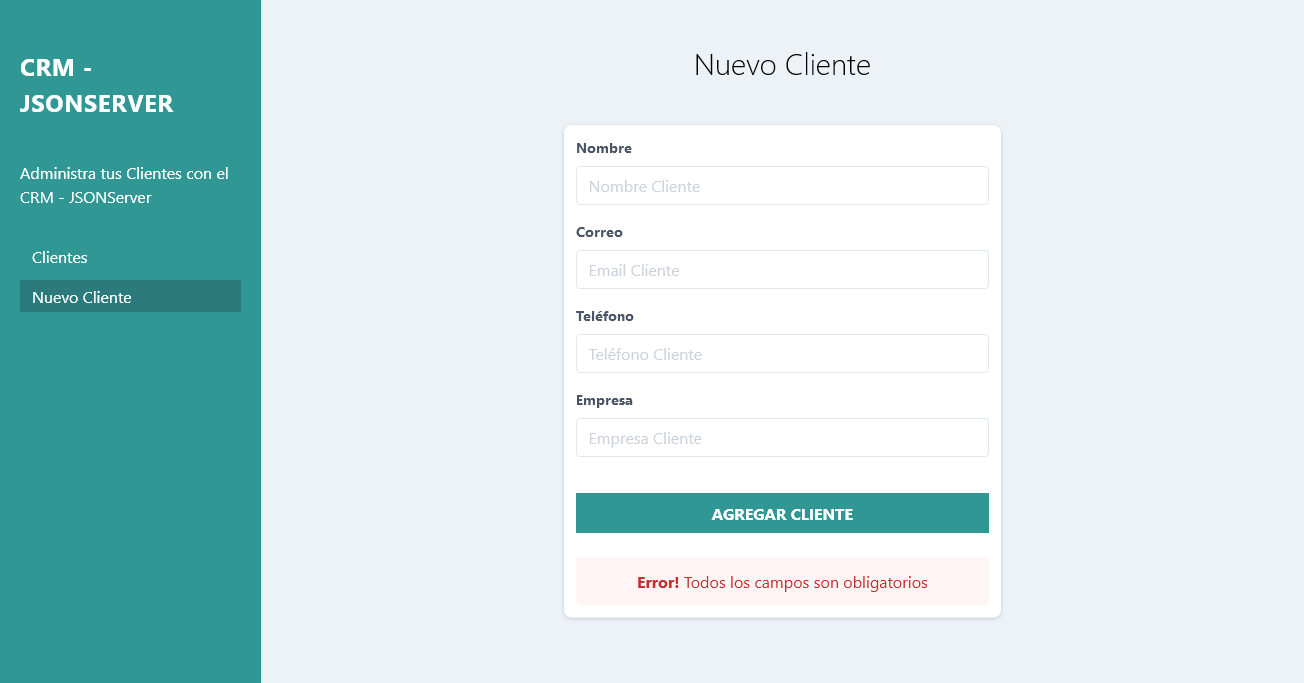 CRM -
JSONSERVER
Administra tus Clientes con el
CRM - JSONServer
Clientes
Nuevo Cliente
Nuevo Cliente
Nombre
Nombre Cliente
Correo
Email Cliente
Teléfono
Teléfono Cliente
Empresa
Empresa Cliente
AGREGAR CLIENTE
Error! Todos los campos son obligatorios